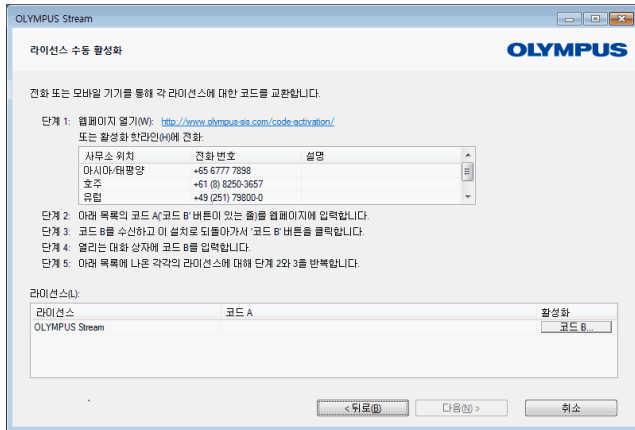 OLYMPUS Stream
라이선스 수동 활성화
OLYMPUS
전화 또는 모바일 기기를 통해 각 라이선스에 대한 코드를 교환합니다.
단계 1: 웹페이지 열기(W): http://www.olympus-sis.com/code-activation/
또는 활성화 핫라인(H)에 전화:
사무소 위치 전화 번호 설명
아시아/태평양 +65 6777 7898
호주 +61 (8) 8250-3657
유럽 +49 (251) 79800-0
단계 2: 아래 목록의 코드 A('코드 B' 버튼이 있는 줄)를 웹페이지에 입력합니다.
단계 3: 코드 B를 수신하고 이 설치로 되돌아가서 '코드 B' 버튼을 클릭합니다.
단계 4: 열리는 대화 상자에 코드 B를 입력합니다.
단계 5: 아래 목록에 나온 각각의 라이선스에 대해 단계 2와 3을 반복합니다.
라이선스(L):
라이선스 코드 A 활성화
OLYMPUS Stream 코드 B...
< 뒤로(B) 다음(N) > 취소